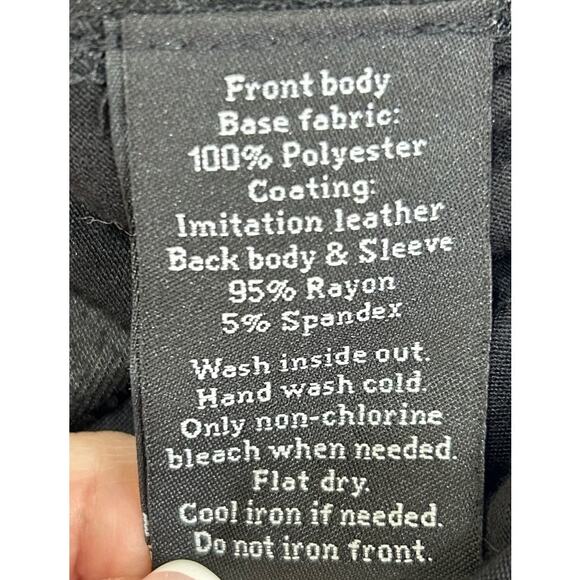 Front body
Base fabric:
100% Polyester
Coating:
Imitation leather
Back body & Sleeve
95% Rayon
5% Spandex
Wash inside out.
Hand wash cold.
Only non-chlorine
bleach when needed.
Flat dry.
Cool iron if needed.
Do not iron front.